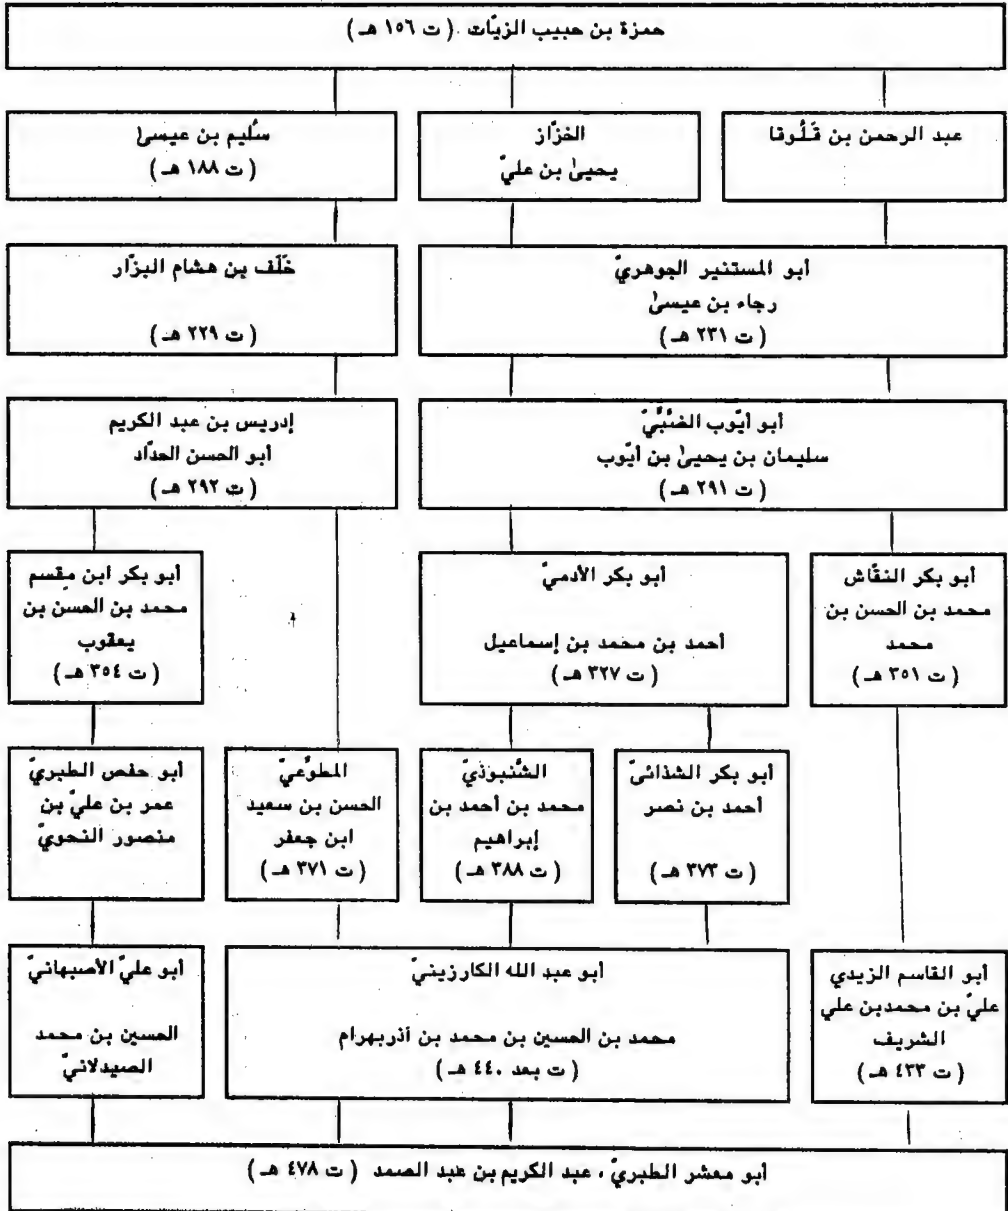 حمزة بن حبيب الزيّات (ت ١٥٦ هـ)
عبد الرحمن بن قَلُوقا
الخزّاز
يحيىٰ بن عليّ
سُليم بن عيسىٰ
(ت ١٨٨ هـ)
أبو المستنير الجوهريّ
رجاء بن عيسىٰ
(ت ٢٣١ هـ)
خَلَف بن هشام البزّار
(ت ٢٢٩ هـ)
أبو أيّوب الضَّبِّيّ
سليمان بن يحيىٰ بن أيّوب
(ت ٢٩١ هـ)
إدريس بن عبد الكريم
أبو الحسن الحدّاد
(ت ٢٩٢ هـ)
أبو بكر النقّاش
محمد بن الحسن بن
محمد
(ت ٣٥١ هـ)
أبو بكر الأدميّ
أحمد بن محمد بن إسماعيل
(ت ٣٢٧ هـ)
أبو بكر ابن مِقسم
محمد بن الحسن بن
يعقوب
(ت ٣٥٤ هـ)
أبو بكر الشذائيّ
أحمد بن نصر
(ت ٣٧٣ هـ)
الشَّنبوذيّ
محمد بن أحمد بن
إبراهيم
(ت ٣٨٨ هـ)
المطوِّعيّ
الحسن بن سعيد
ابن جعفر
(ت ٣٧١ هـ)
أبو حفص الطبريّ
عمر بن عليّ بن
منصور النحويّ
أبو القاسم الزيدي
عليّ بن محمدبن علي
الشريف
(ت ٤٣٣ هـ)
أبو عبد الله الكارزينيّ
محمد بن الحسين بن محمد بن آذربهرام
(ت بعد ٤٤٠ هـ)
أبو عليّ الأصبهانيّ
الحسين بن محمد
الصيدلانيّ
أبو معشر الطبريّ ، عبد الكريم بن عبد الصمد (ت ٤٧٨ هـ)